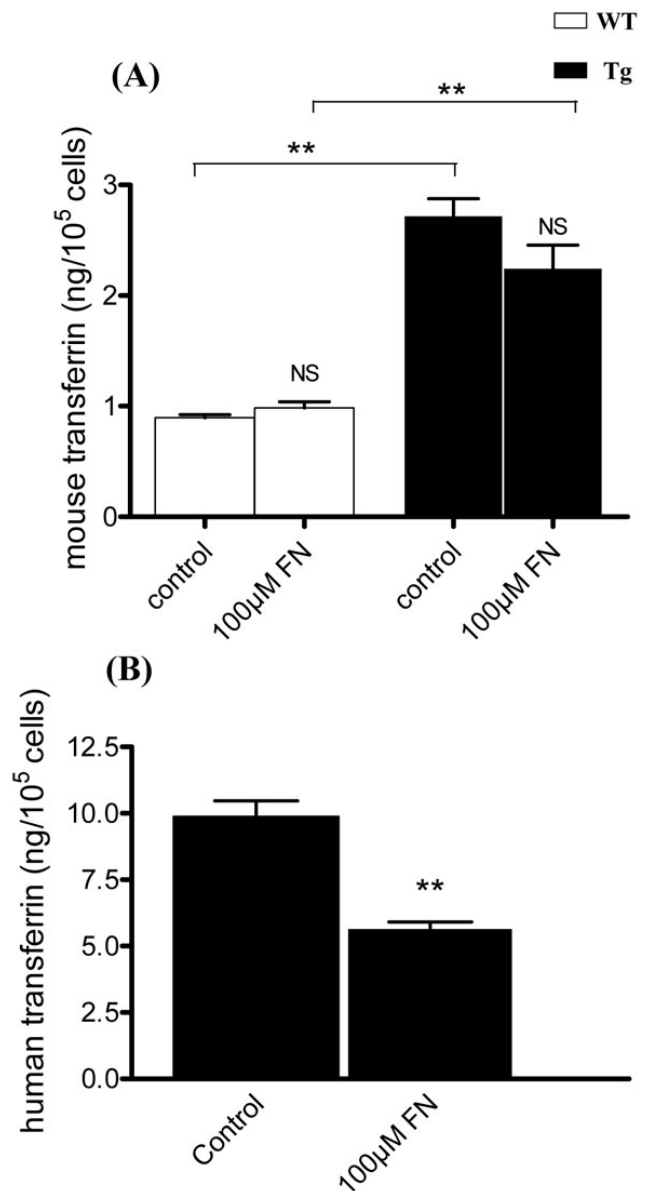 WT
Tg
(A)
**
**
mouse transferrin (ng/10⁵ cells)
3
2
1
0
NS
NS
control
100μM FN
control
100μM FN
(B)
human transferrin (ng/10⁵ cells)
12.5
10.0
7.5
5.0
2.5
0.0
**
Control
100μM FN